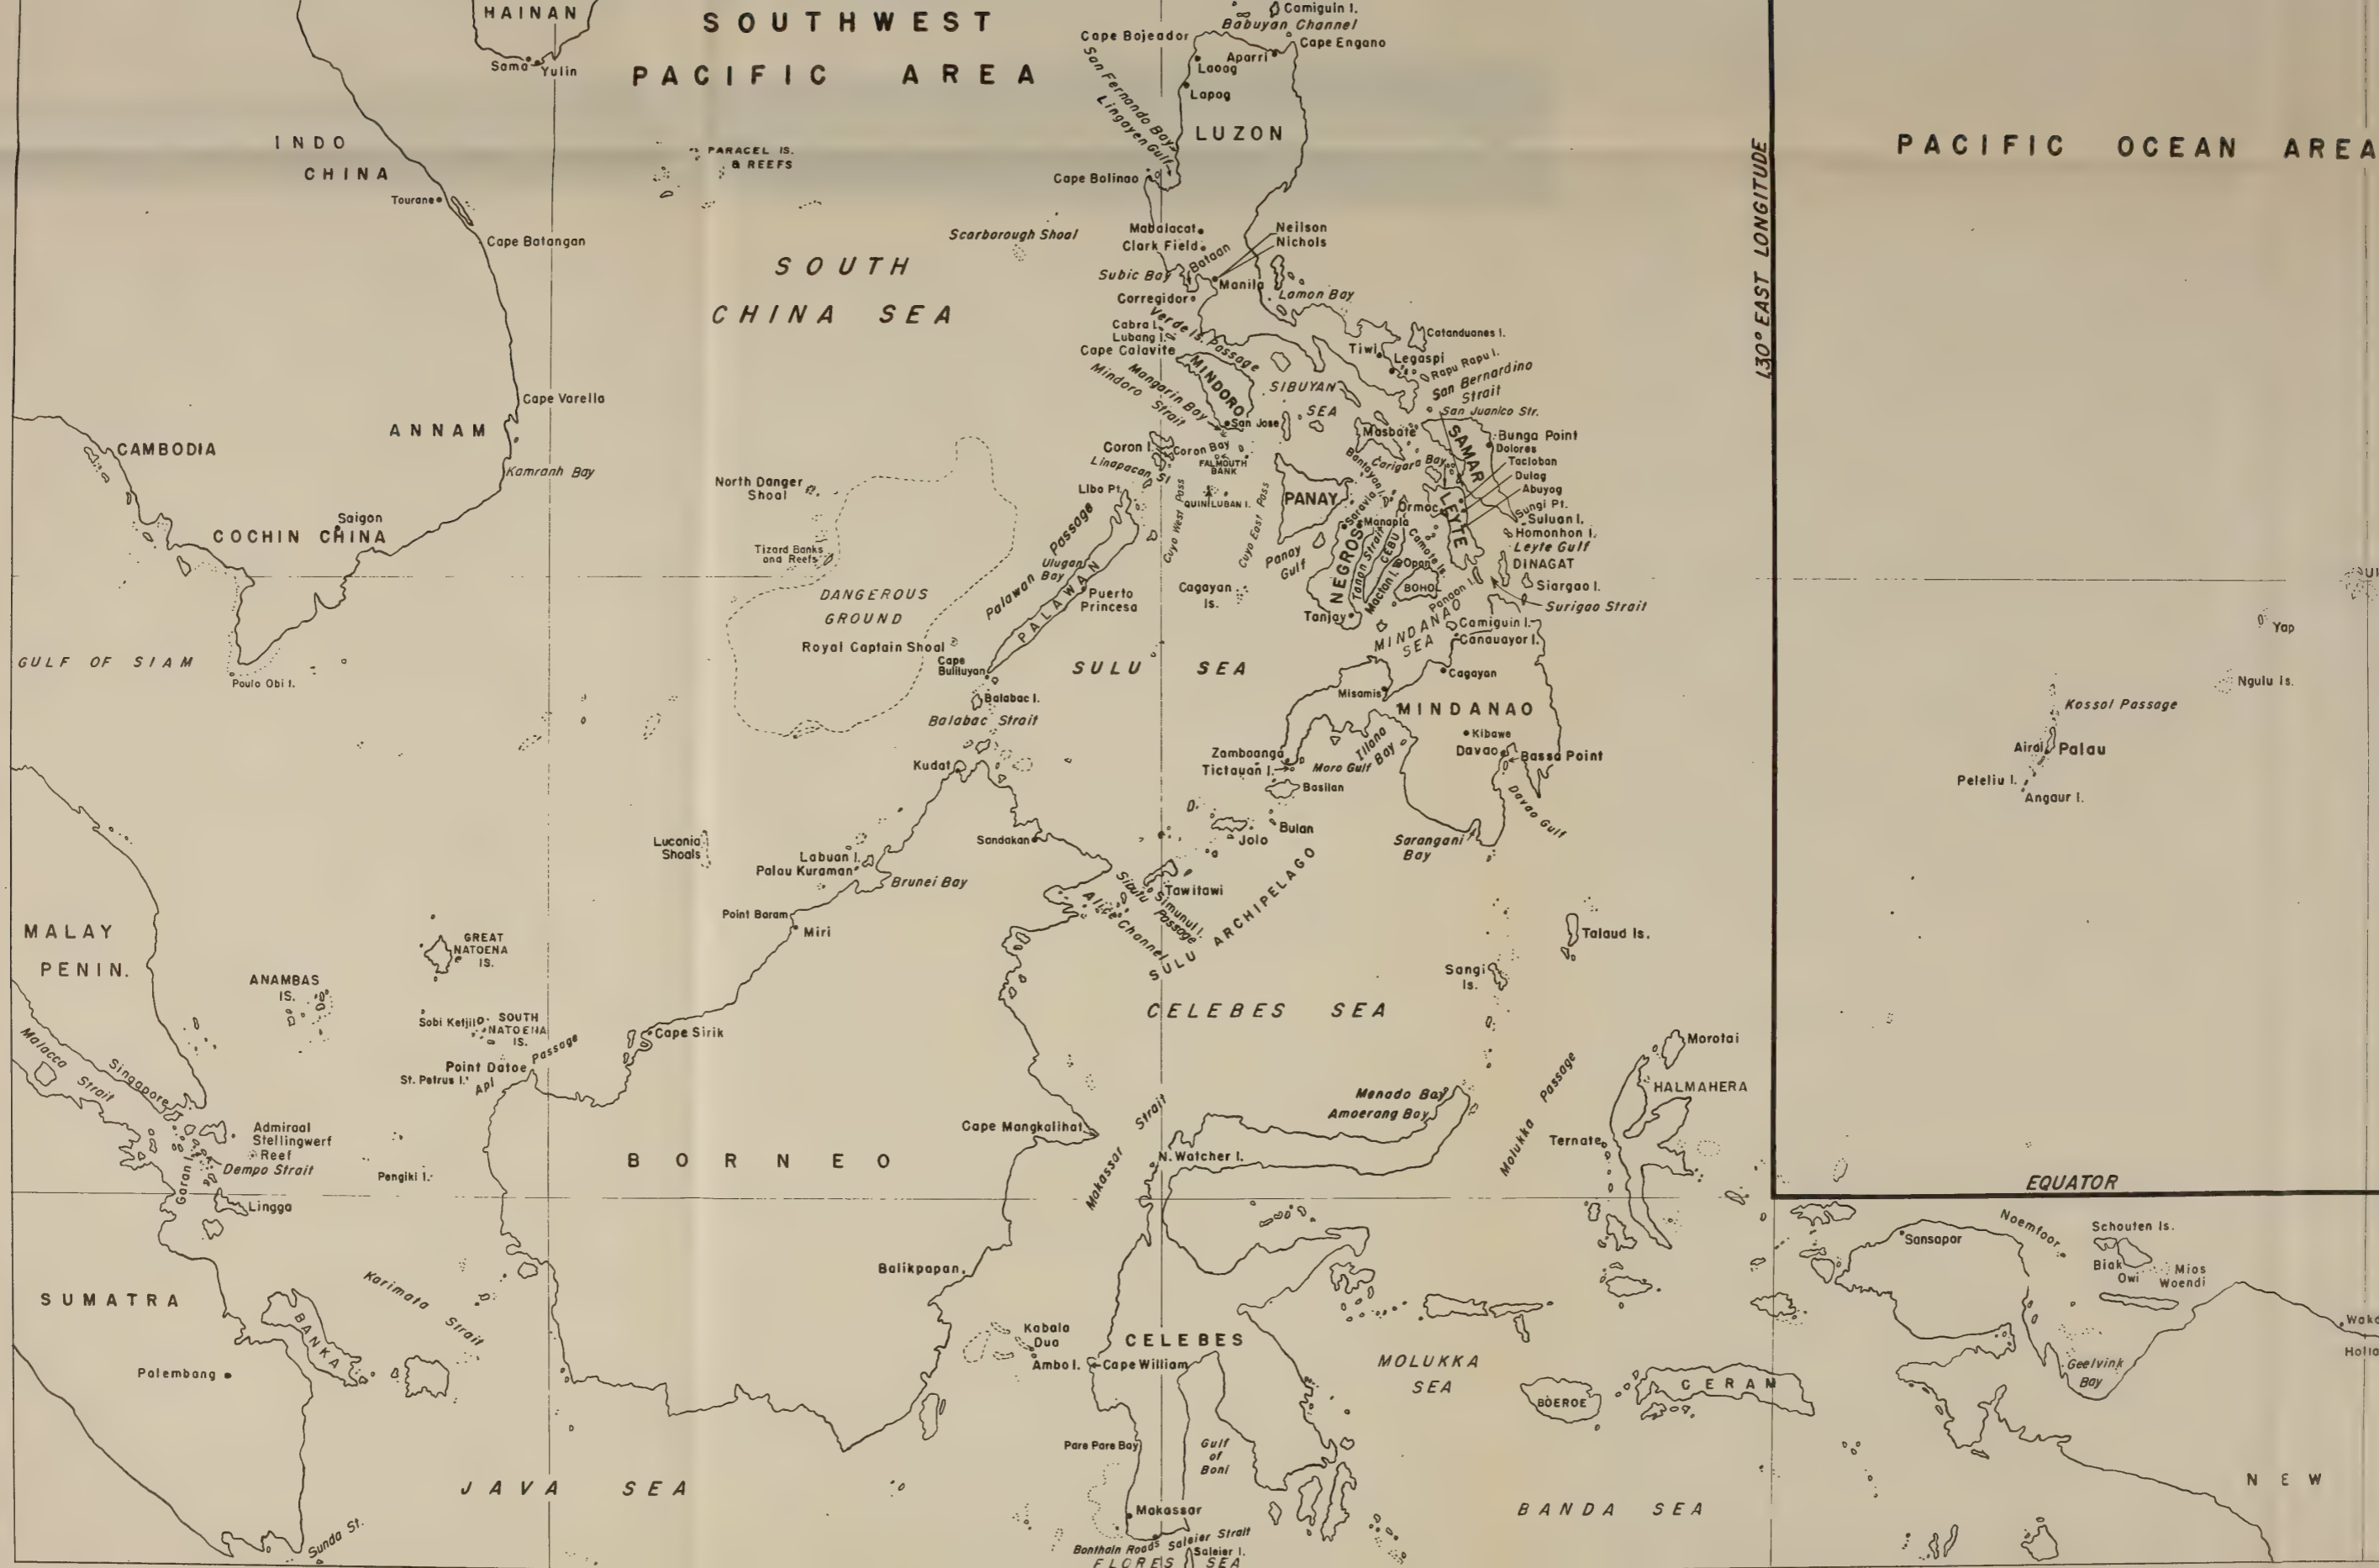 HAINAN
Sama
Yulin
SOUTHWEST
PACIFIC AREA
Camiguin I.
Babuyan Channel
Cape Bojeador
Cape Engano
Aparri
Laoag
Lapog
San Fernando Bay
Lingayen Gulf
LUZON
INDO
CHINA
PARACEL IS.
& REEFS
130° EAST LONGITUDE
PACIFIC OCEAN AREA
Tourane
Cape Bolinao
Cape Batangan
Scarborough Shoal
Mabalacat
Clark Field
Bataan
Neilson
Nichols
SOUTH
CHINA SEA
Subic Bay
Manila
Corregidor
Lamon Bay
Cabra I.
Lubang I.
Verde Is. Passage
Cape Calavite
Catanduanes I.
Tiwi
Legaspi
Rapu Rapu I.
San Bernardino
Strait
MINDORO
Mangarin Bay
Mindoro Strait
SIBUYAN
SEA
San Jose
San Juanico Str.
Cape Varella
ANNAM
CAMBODIA
Kamranh Bay
Coron I.
Coron Bay
FALMOUTH
BANK
Linapacan St
Masbate
SAMAR
Bunga Point
Dolores
Tacloban
Dulag
Abuyog
Sungi Pt.
Suluan I.
Homonhon I.
Leyte Gulf
DINAGAT
Siargao I.
Surigao Strait
Carigara Bay
Bantayan I.
North Danger
Shoal
Libo Pt.
QUINILUBAN I.
PANAY
Saravia
Ormoc
LEYTE
Manapla
NEGROS
Tanon Strait
CEBU
Camotes Is.
Opon
Mactan I.
BOHOL
Panaon I.
Saigon
COCHIN CHINA
Tizard Banks
and Reefs
Palawan Passage
Ulugan
Bay
PALAWAN
Puerto
Princesa
Cuyo West Pass
Cuyo East Pass
Panay
Gulf
Cagayan
Is.
Tanjay
MINDANAO
SEA
Camiguin I.
Canauayor I.
DANGEROUS
GROUND
Royal Captain Shoal
Cape
Buliluyan
GULF OF SIAM
Poulo Obi I.
SULU SEA
Cagayan
Misamis
Balabac I.
Balabac Strait
MINDANAO
Kibawe
Davao
Bassa Point
Illana
Bay
Zamboanga
Tictauan I.
Moro Gulf
Basilan
Davao Gulf
Kudat
Ul
Yap
Ngulu Is.
Kossol Passage
Airai
Palau
Peleliu I.
Angaur I.
Luconia
Shoals
Labuan I.
Palau Kuraman
Brunei Bay
Sandakan
Bulan
Jolo
Sarangani
Bay
Tawitawi
Sibutu Passage
Simunul I.
Alice Channel
SULU ARCHIPELAGO
Point Baram
Miri
MALAY
PENIN.
GREAT
NATOENA
IS.
ANAMBAS
IS.
Talaud Is.
Sangi
Is.
CELEBES SEA
Sobi Ketjil
SOUTH
NATOENA
IS.
Cape Sirik
Point Datoe
Api Passage
St. Petrus I.
Morotai
HALMAHERA
Malacca Strait
Singapore
Menado Bay
Amoerang Bay
Molukka Passage
Ternate
Admiraal
Stellingwerf
Reef
Dempo Strait
Garan I.
Pengiki I.
Cape Mangkalihat
Makassar Strait
N. Watcher I.
BORNEO
Lingga
EQUATOR
Noemfoor
Schouten Is.
Sansapor
Biak
Owi
Mios
Woendi
SUMATRA
Karimata Strait
BANKA
Palembang
Balikpapan
Kabala
Dua
Ambo I.
Cape William
CELEBES
MOLUKKA
SEA
BOEROE
CERAM
Geelvink
Bay
Wakd
Holla
Pare Pare Bay
Gulf
of
Boni
JAVA SEA
Sunda St.
Makassar
BANDA SEA
NEW
Bonthain Roads
Saleier Strait
Saleier I.
FLORES SEA